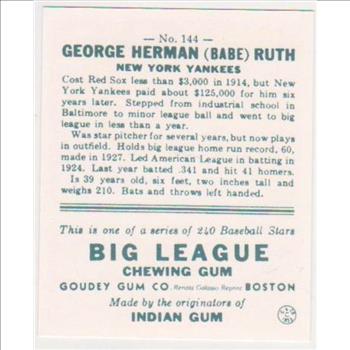 — No. 144 —
GEORGE HERMAN (BABE) RUTH
NEW YORK YANKEES
Cost Red Sox less than $3,000 in 1914, but New
York Yankees paid about $125,000 for him six
years later. Stepped from industrial school in
Baltimore to minor league ball and went to big
league in less than a year.
Was star pitcher for several years, but now plays
in outfield. Holds big league home run record, 60,
made in 1927. Led American League in batting in
1924. Last year batted .341 and hit 41 homers.
Is 39 years old, six feet, two inches tall and
weighs 210. Bats and throws left handed.
This is one of a series of 240 Baseball Stars
BIG LEAGUE
CHEWING GUM
GOUDEY GUM CO. Renata Galasso Reprint BOSTON
Made by the originators of
INDIAN GUM